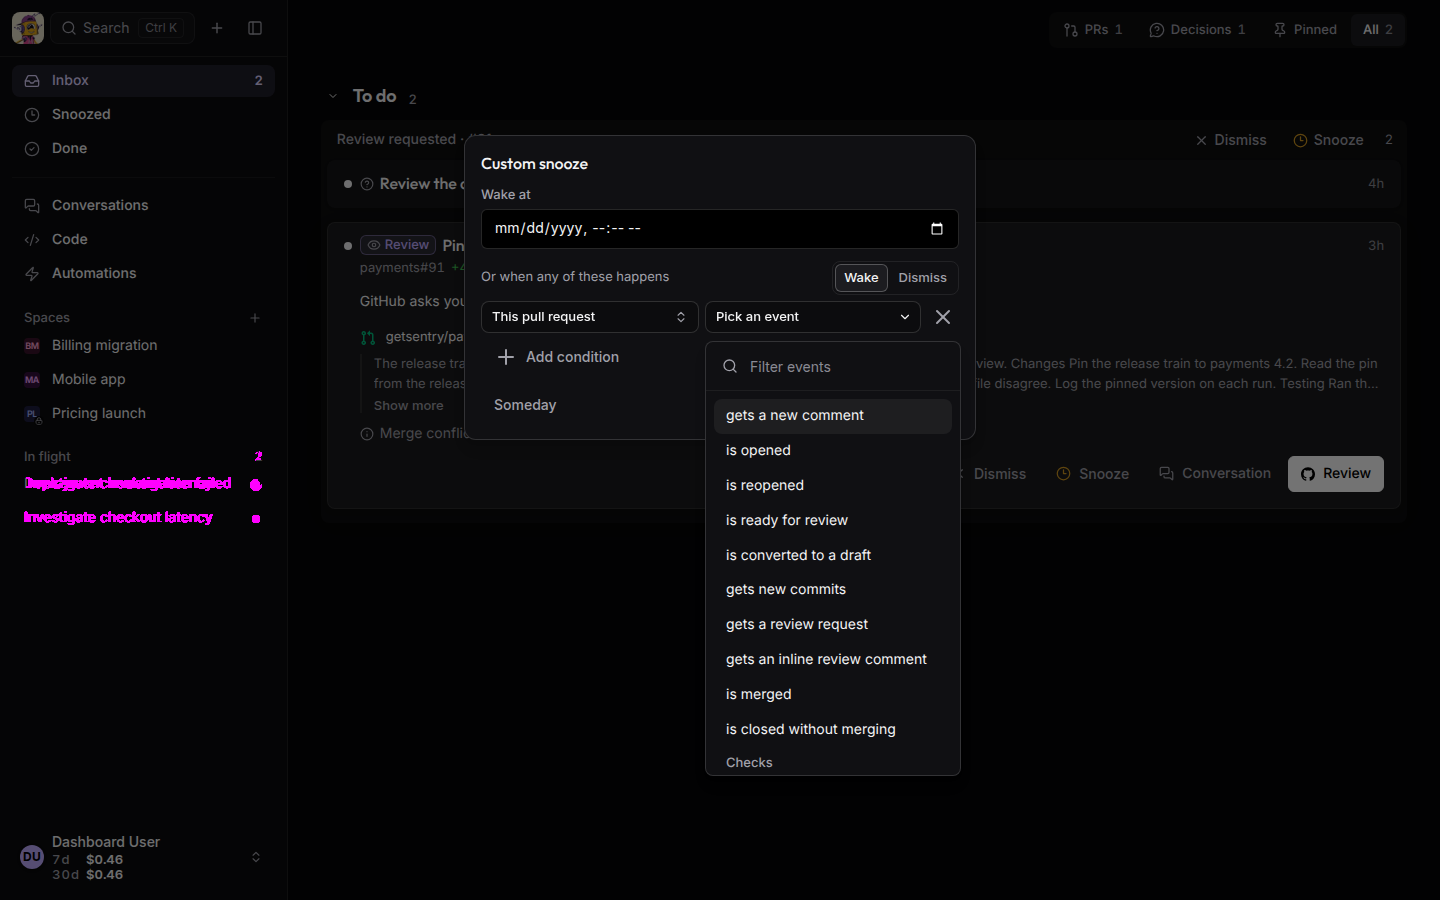 Search Ctrl K
PRs 1 Decisions 1 Pinned All 2
Inbox 2
Snoozed
Done
Conversations
Code
Automations
Spaces
BM Billing migration
MA Mobile app
PL Pricing launch
In flight
Investigate checkout latency
DU Dashboard User
7d $0.46
30d $0.46
To do 2
Review requested · Dismiss Snooze 2
Review the 4h
Review Pin 3h
payments#91
GitHub asks you
getsentry/pa
The release tra view. Changes Pin the release train to payments 4.2. Read the pin
from the releas file disagree. Log the pinned version on each run. Testing Ran th...
Show more
Merge confli
Dismiss Snooze Conversation Review
Custom snooze
Wake at
mm/dd/yyyy, --:-- --
Or when any of these happens Wake Dismiss
This pull request Pick an event
Add condition
Someday
Filter events
gets a new comment
is opened
is reopened
is ready for review
is converted to a draft
gets new commits
gets a review request
gets an inline review comment
is merged
is closed without merging
Checks